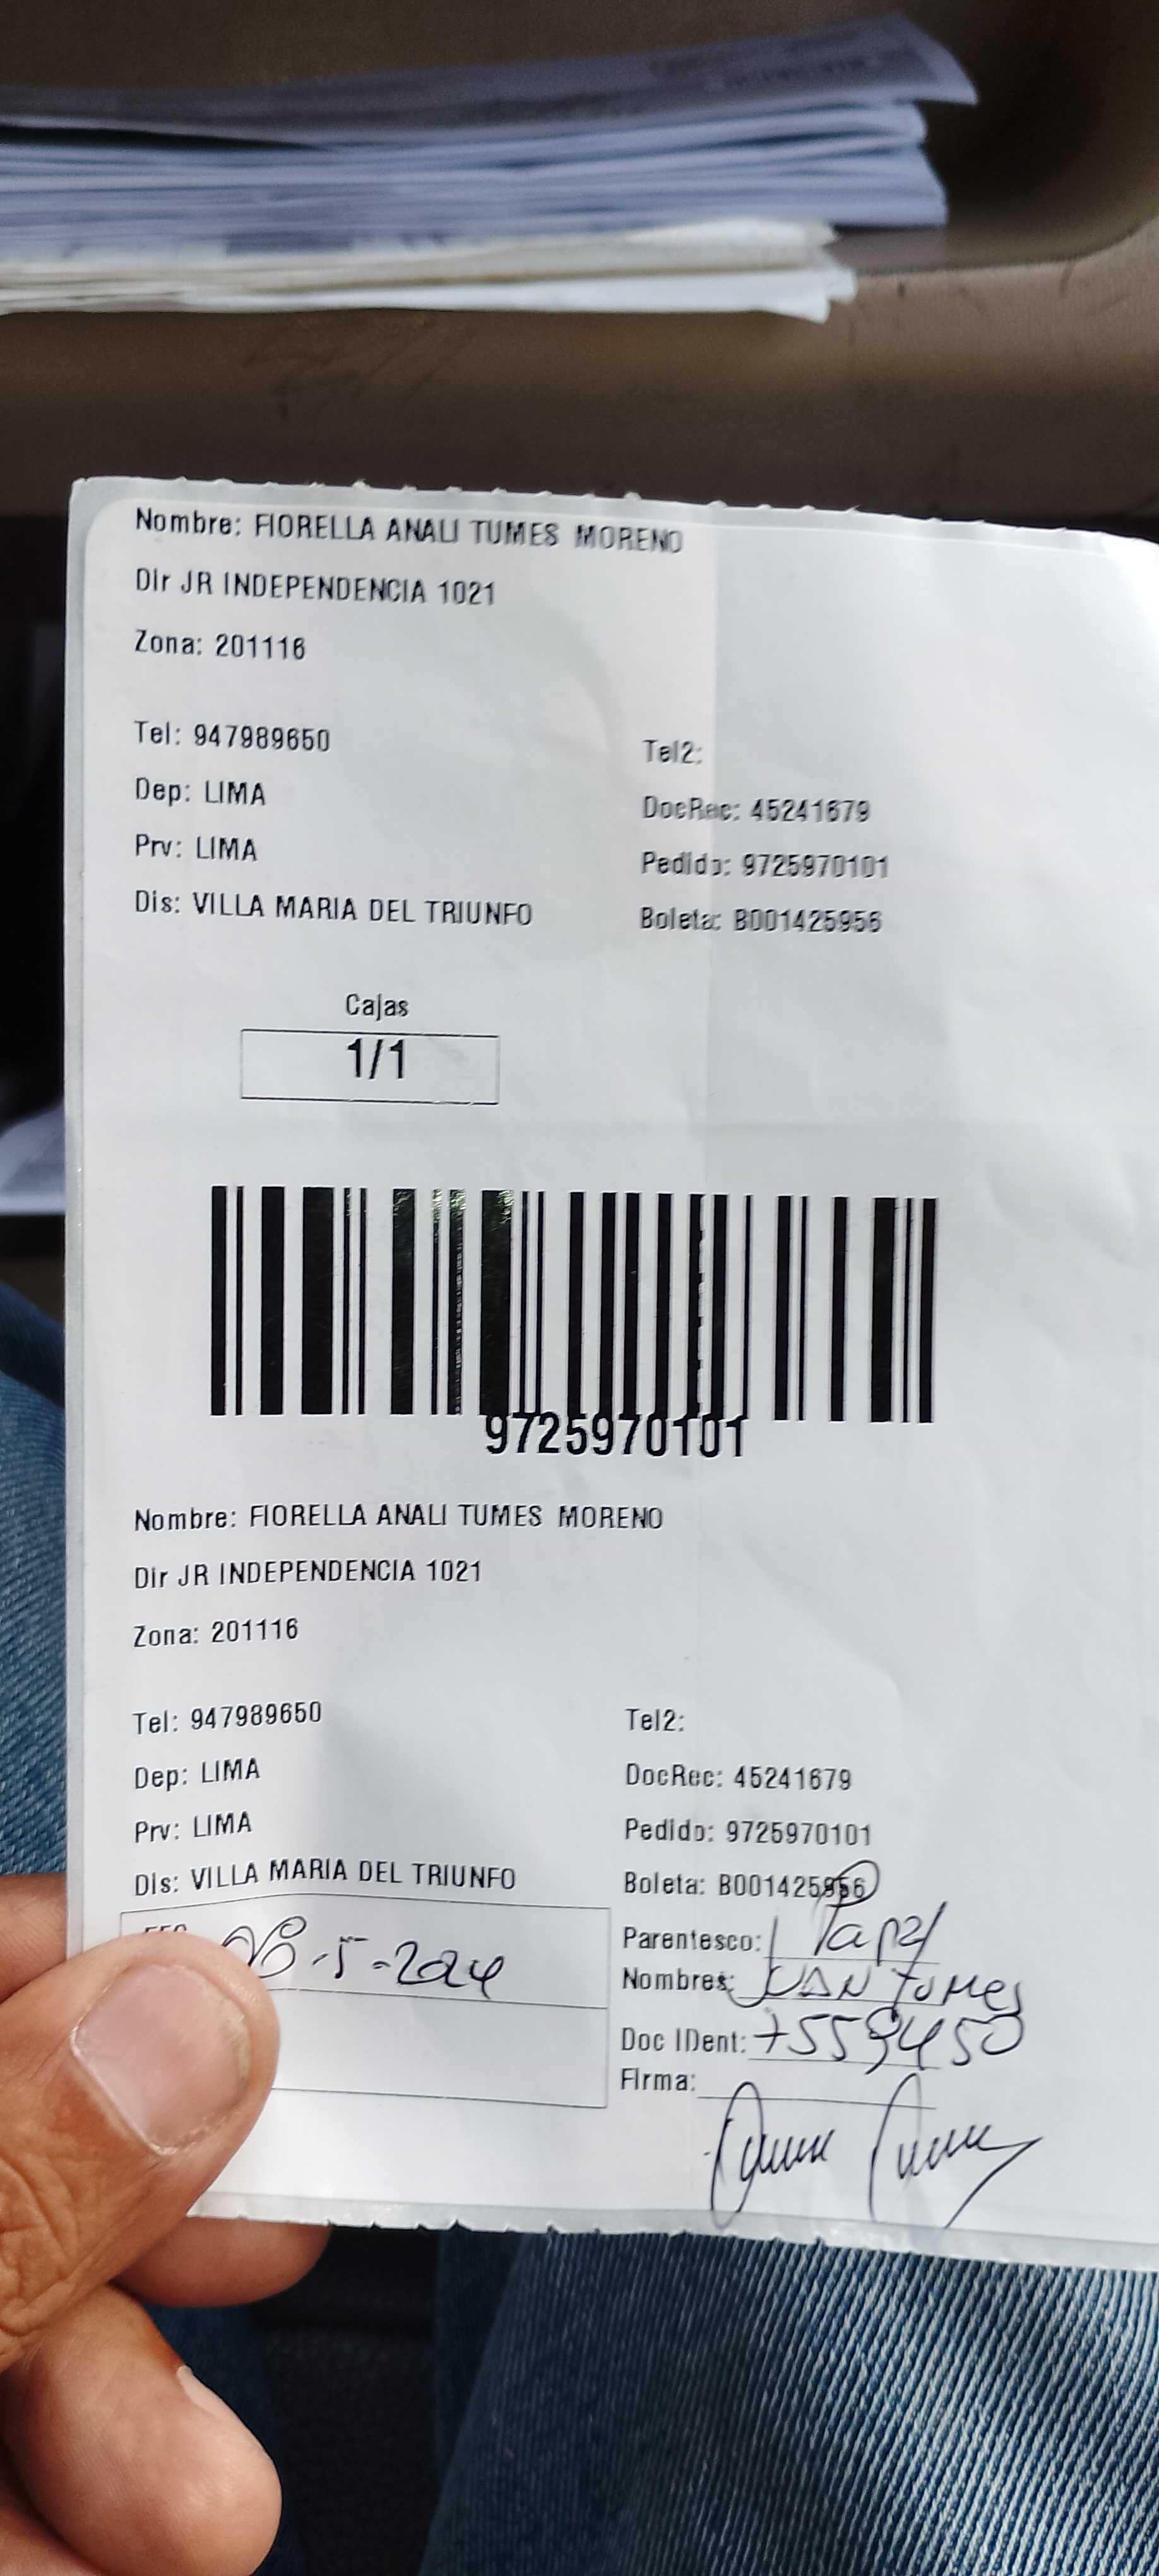 Nombre: FIORELLA ANALI TUMES MORENO
Dir JR INDEPENDENCIA 1021
Zona: 201116
Tel: 947989650 Tel2:
Dep: LIMA DocRec: 45241679
Prv: LIMA Pedido: 9725970101
Dis: VILLA MARIA DEL TRIUNFO Boleta: B001425956
Cajas
1/1
9725970101
Nombre: FIORELLA ANALI TUMES MORENO
Dir JR INDEPENDENCIA 1021
Zona: 201116
Tel: 947989650 Tel2:
Dep: LIMA DocRec: 45241679
Prv: LIMA Pedido: 9725970101
Dis: VILLA MARIA DEL TRIUNFO Boleta: B001425956
Parentesco: Papa
Nombres: JUAN TUMES
Doc IDent:
Firma: